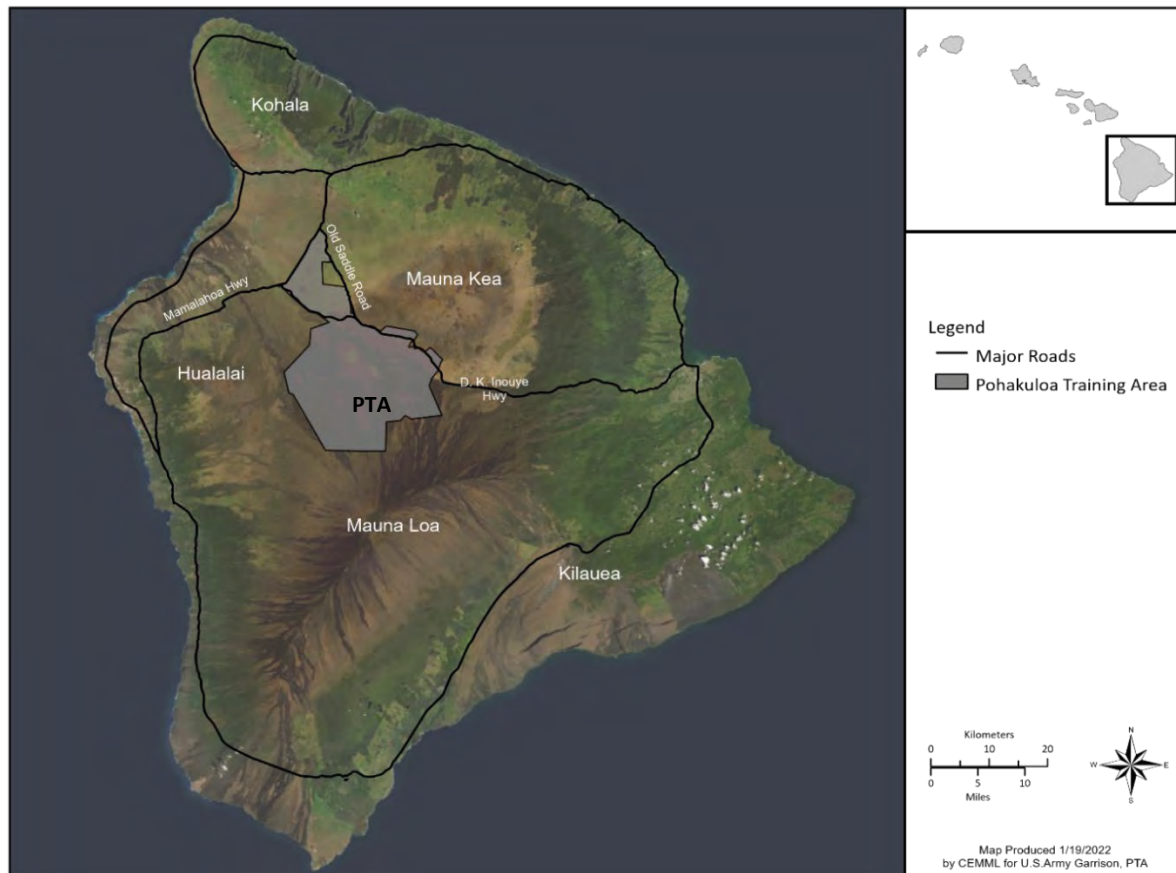 Kohala
Mauna Kea
Old Saddle Road
Mamalahoa Hwy
Hualalai
D. K. Inouye
Hwy
PTA
Mauna Loa
Kilauea
Legend
Major Roads
Pohakuloa Training Area
Kilometers
0 10 20
0 5 10
Miles
N
W E
S
Map Produced 1/19/2022
by CEMML for U.S.Army Garrison, PTA